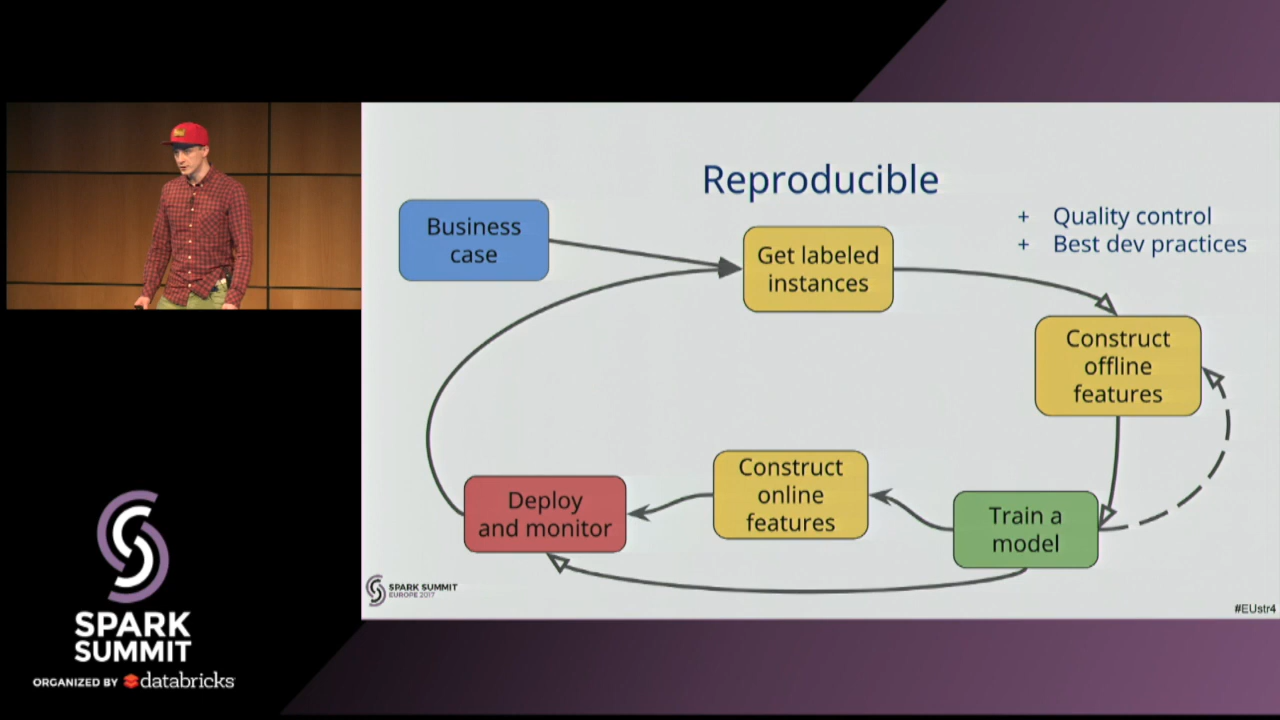 Reproducible
+ Quality control
+ Best dev practices
Business
case
Get labeled
instances
Construct
offline
features
Train a
model
Construct
online
features
Deploy
and monitor
SPARK SUMMIT
EUROPE 2017
#EUstr4
SPARK
SUMMIT
ORGANIZED BY databricks